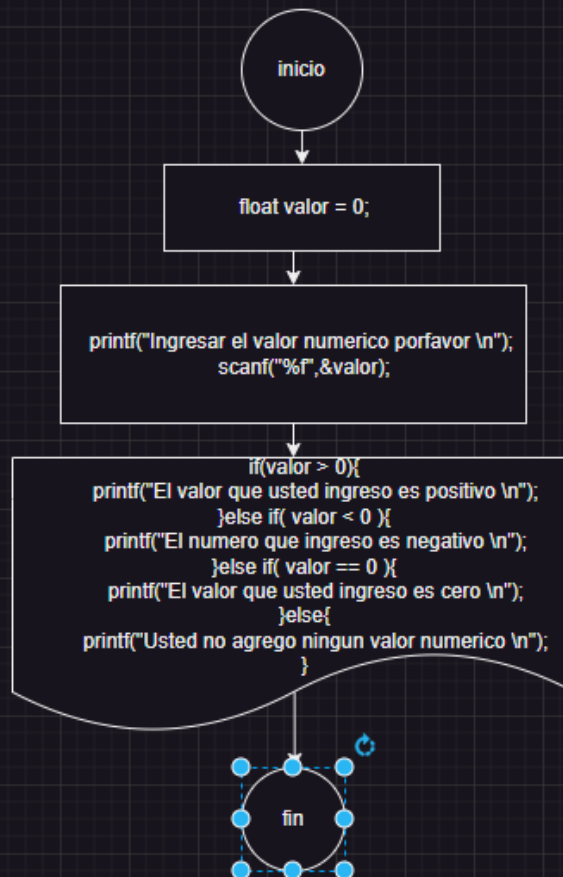 inicio
float valor = 0;
printf("Ingresar el valor numerico porfavor \n");
scanf("%f",&valor);
if(valor > 0){
printf("El valor que usted ingreso es positivo \n");
}else if( valor < 0 ){
printf("El numero que ingreso es negativo \n");
}else if( valor == 0 ){
printf("El valor que usted ingreso es cero \n");
}else{
printf("Usted no agrego ningun valor numerico \n");
}
fin